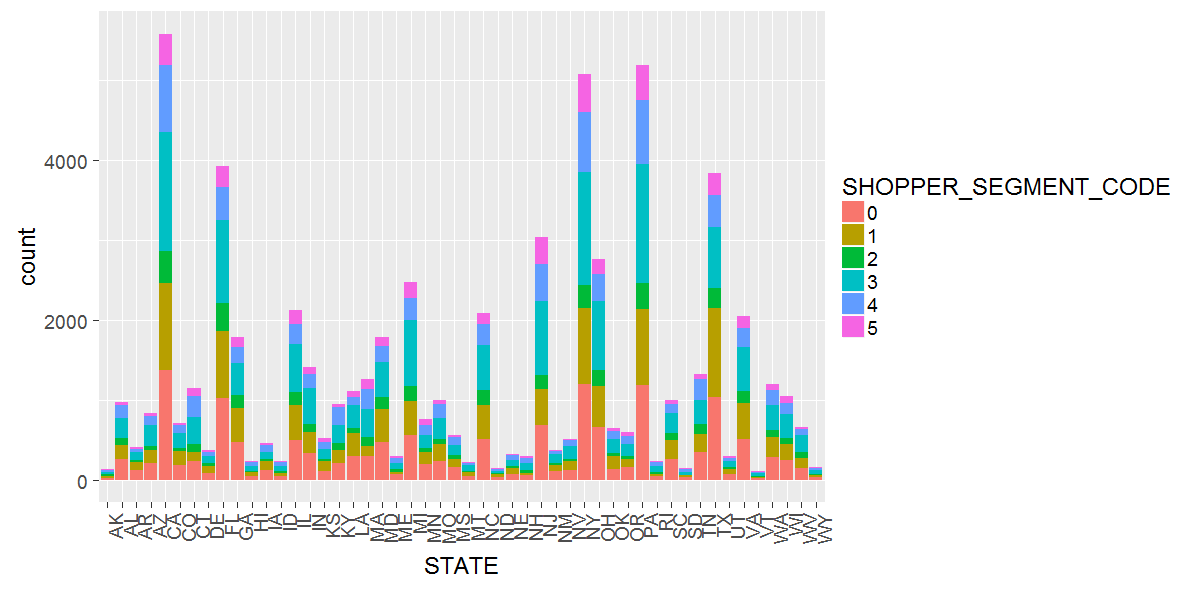 4000
2000
0
count
AK AL AR AZ CA CO CT DE FL GA HI IA ID IL IN KS KY LA MA MD ME MI MN MO MS MT NC ND NE NH NJ NM NV NY OH OK OR PA RI SC SD TN TX UT VA VT WA WI WV WY
STATE
SHOPPER_SEGMENT_CODE
0
1
2
3
4
5